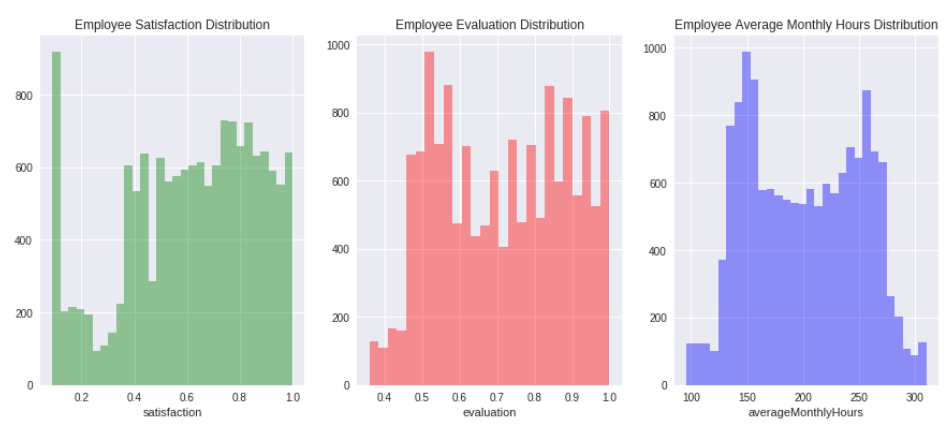 Employee Satisfaction Distribution
800
600
400
200
0
0.2 0.4 0.6 0.8 1.0
satisfaction
Employee Evaluation Distribution
1000
800
600
400
200
0
0.4 0.5 0.6 0.7 0.8 0.9 1.0
evaluation
Employee Average Monthly Hours Distribution
1000
800
600
400
200
0
100 150 200 250 300
averageMonthlyHours